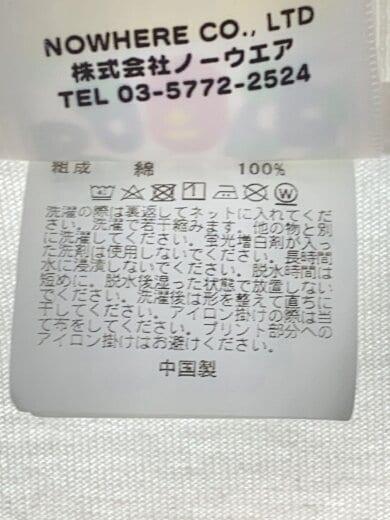 NOWHERE CO., LTD
株式会社ノーウエア
TEL 03-5772-2524
組成 綿 100%
洗濯の際は裏返してネットに入れてくだ
さい。洗濯で若干縮みます。他の物と別
に洗濯してください。蛍光増白剤が入っ
た洗剤は使用しないでください。長時間
水に浸漬しないでください。脱水時間は
短めに。脱水後湿った状態で放置しない
でください。洗濯後は形を整えて直ちに
干してください。アイロン掛けの際は当
て布をしてください。プリント部分への
アイロン掛けはお避けください。
中国製